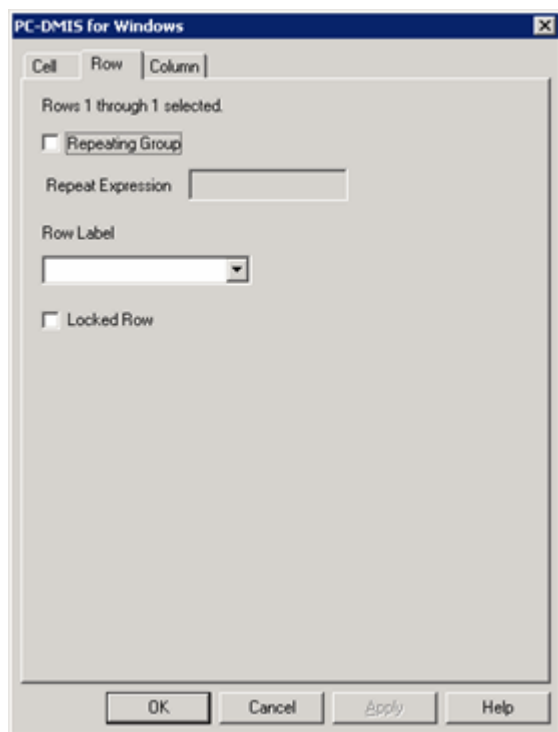 PC-DMIS for Windows
Cell Row Column
Rows 1 through 1 selected.
Repeating Group
Repeat Expression
Row Label
Locked Row
OK Cancel Apply Help